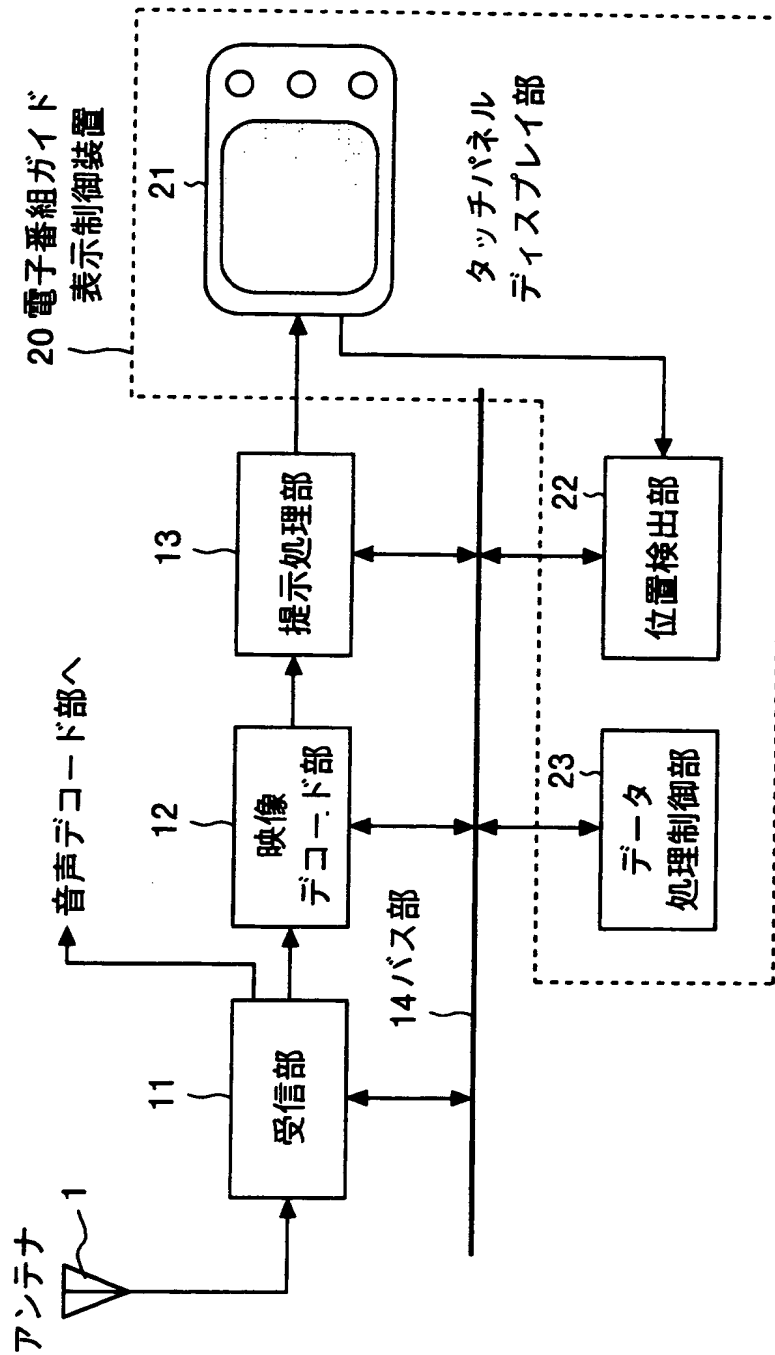 アンテナ
1
11
受信部
音声デコード部へ
12
映像
デコード部
13
提示処理部
14 バス部
20 電子番組ガイド
表示制御装置
21
タッチパネル
ディスプレイ部
22
位置検出部
23
データ
処理制御部